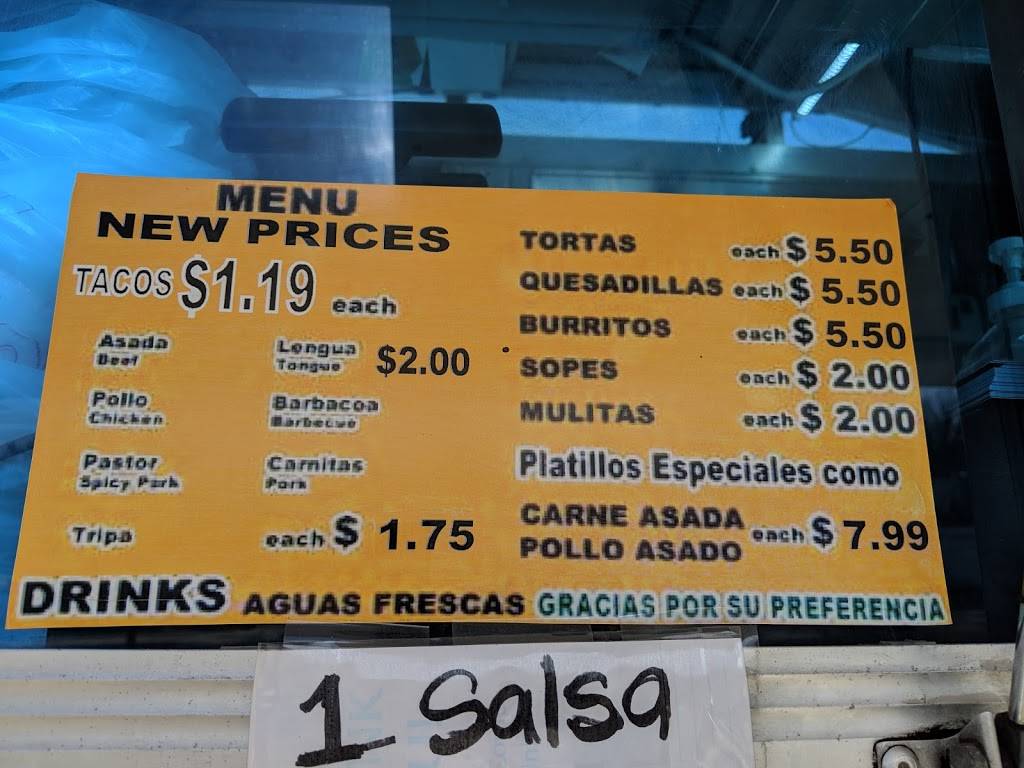 MENU
NEW PRICES
TACOS $1.19 each
Asada
Beef
Lengua
Tongue
$2.00
Pollo
Chicken
Barbacoa
Barbecue
Pastor
Spicy Pork
Carnitas
Pork
Tripa each $ 1.75
TORTAS each $ 5.50
QUESADILLAS each $ 5.50
BURRITOS each $ 5.50
SOPES each $ 2.00
MULITAS each $ 2.00
Platillos Especiales como
CARNE ASADA
POLLO ASADO
each $ 7.99
DRINKS AGUAS FRESCAS GRACIAS POR SU PREFERENCIA
1 Salsa